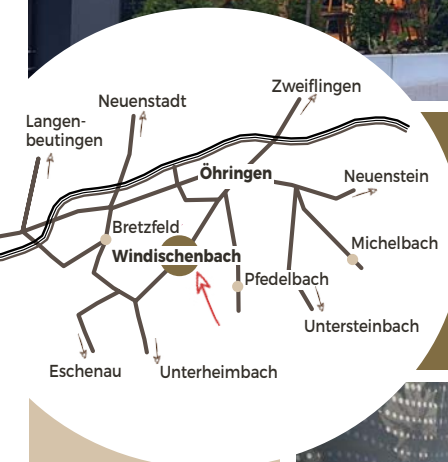 Zweiflingen
Neuenstadt
Langen-
beutingen
Öhringen
Neuenstein
Bretzfeld
Michelbach
Windischenbach
Pfedelbach
Untersteinbach
Eschenau
Unterheimbach